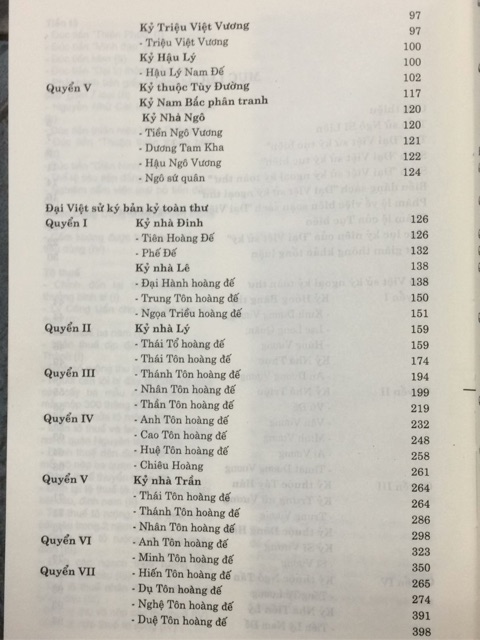 Kỷ Triệu Việt Vương 97
- Triệu Việt Vương 97
Kỷ Hậu Lý 100
- Hậu Lý Nam Đế 100
Quyển V Kỷ thuộc Tùy Đường 102
Kỷ Nam Bắc phân tranh 117
Kỷ Nhà Ngô 120
- Tiền Ngô Vương 120
- Dương Tam Kha 121
- Hậu Ngô Vương 122
- Ngô sứ quân 124
Đại Việt sử ký bản kỷ toàn thư
Quyển I Kỷ nhà Đinh 126
- Tiên Hoàng Đế 126
- Phế Đế 132
Kỷ nhà Lê 138
- Đại Hành hoàng đế 138
- Trung Tôn hoàng đế 150
- Ngọa Triều hoàng đế 151
Quyển II Kỷ nhà Lý 159
- Thái Tổ hoàng đế 159
- Thái Tôn hoàng đế 174
Quyển III - Thánh Tôn hoàng đế 194
- Nhân Tôn hoàng đế 199
- Thần Tôn hoàng đế 219
Quyển IV - Anh Tôn hoàng đế 232
- Cao Tôn hoàng đế 248
- Huệ Tôn hoàng đế 258
- Chiêu Hoàng 261
Quyển V Kỷ nhà Trần 264
- Thái Tôn hoàng đế 264
- Thánh Tôn hoàng đế 286
- Nhân Tôn hoàng đế 298
Quyển VI - Anh Tôn hoàng đế 323
- Minh Tôn hoàng đế 350
Quyển VII - Hiến Tôn hoàng đế 265
- Dụ Tôn hoàng đế 274
- Nghệ Tôn hoàng đế 391
- Duệ Tôn hoàng đế 398